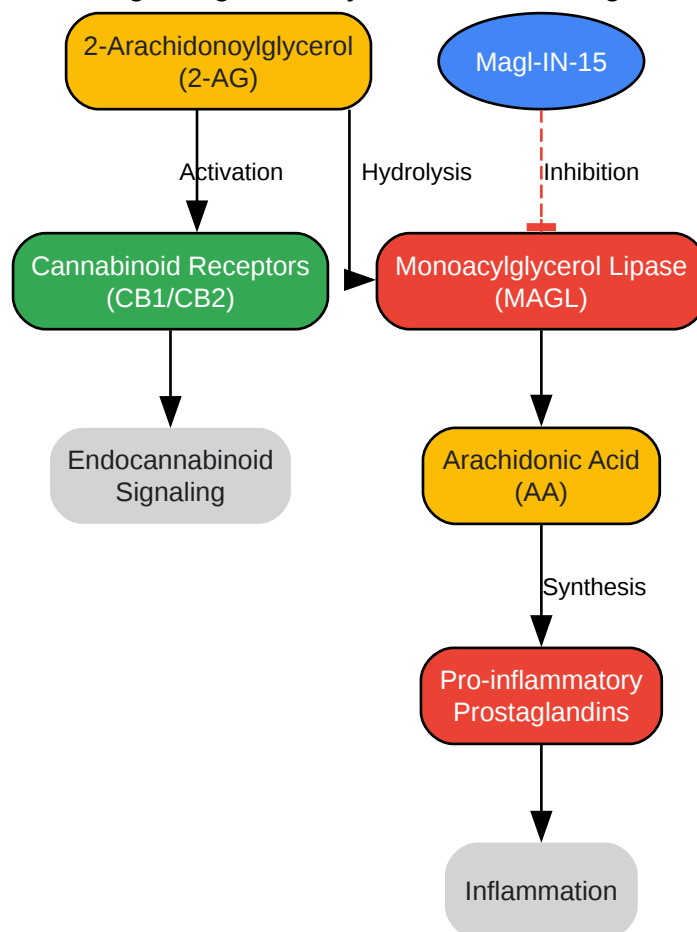 2-Arachidonoylglycerol
(2-AG)
Magl-IN-15
Activation
Hydrolysis
Inhibition
Cannabinoid Receptors
(CB1/CB2)
Monoacylglycerol Lipase
(MAGL)
Endocannabinoid
Signaling
Arachidonic Acid
(AA)
Synthesis
Pro-inflammatory
Prostaglandins
Inflammation